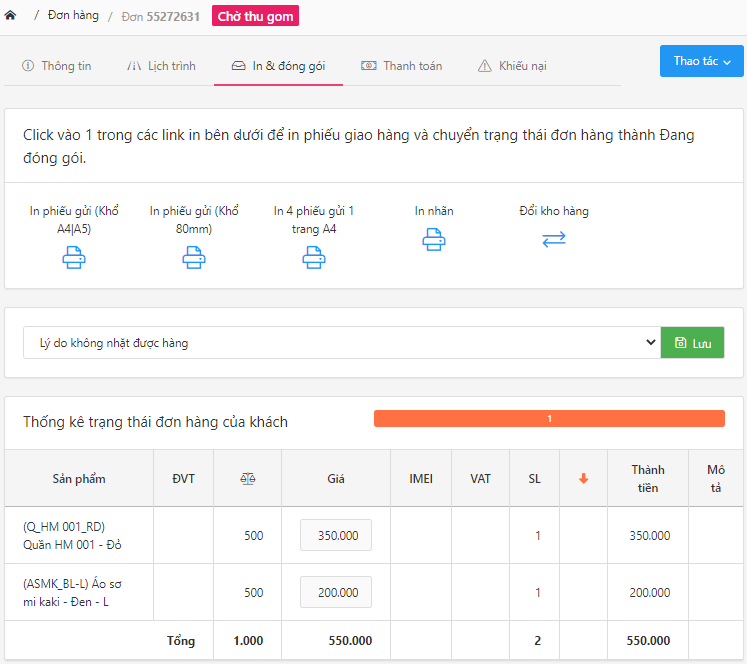 / Đơn hàng / Đơn 55272631 Chờ thu gom
Thông tin Lịch trình In & đóng gói Thanh toán Khiếu nại Thao tác
Click vào 1 trong các link in bên dưới để in phiếu giao hàng và chuyển trạng thái đơn hàng thành Đang
đóng gói.
In phiếu gửi (Khổ
A4|A5)
In phiếu gửi (Khổ
80mm)
In 4 phiếu gửi 1
trang A4
In nhãn
Đổi kho hàng
Lý do không nhặt được hàng Lưu
Thống kê trạng thái đơn hàng của khách 1
Sản phẩm ĐVT Giá IMEI VAT SL Thành
tiền
Mô
tả
(Q_HM 001_RD)
Quần HM 001 - Đỏ
500 350.000 1 350.000
(ASMK_BL-L) Áo sơ
mi kaki - Đen - L
500 200.000 1 200.000
Tổng 1.000 550.000 2 550.000